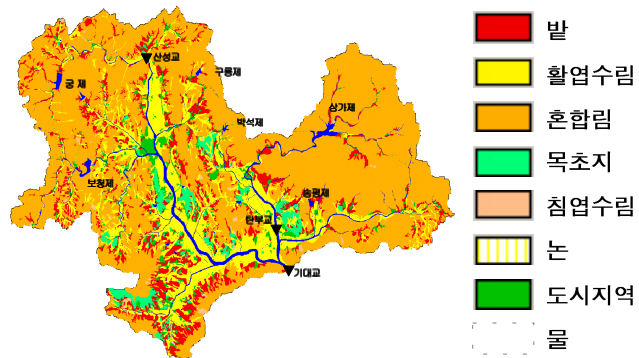 산성교
구룡제
궁 제
상가제
박석제
보청제
송평제
탄부교
기대교
밭
활엽수림
혼합림
목초지
침엽수림
논
도시지역
물